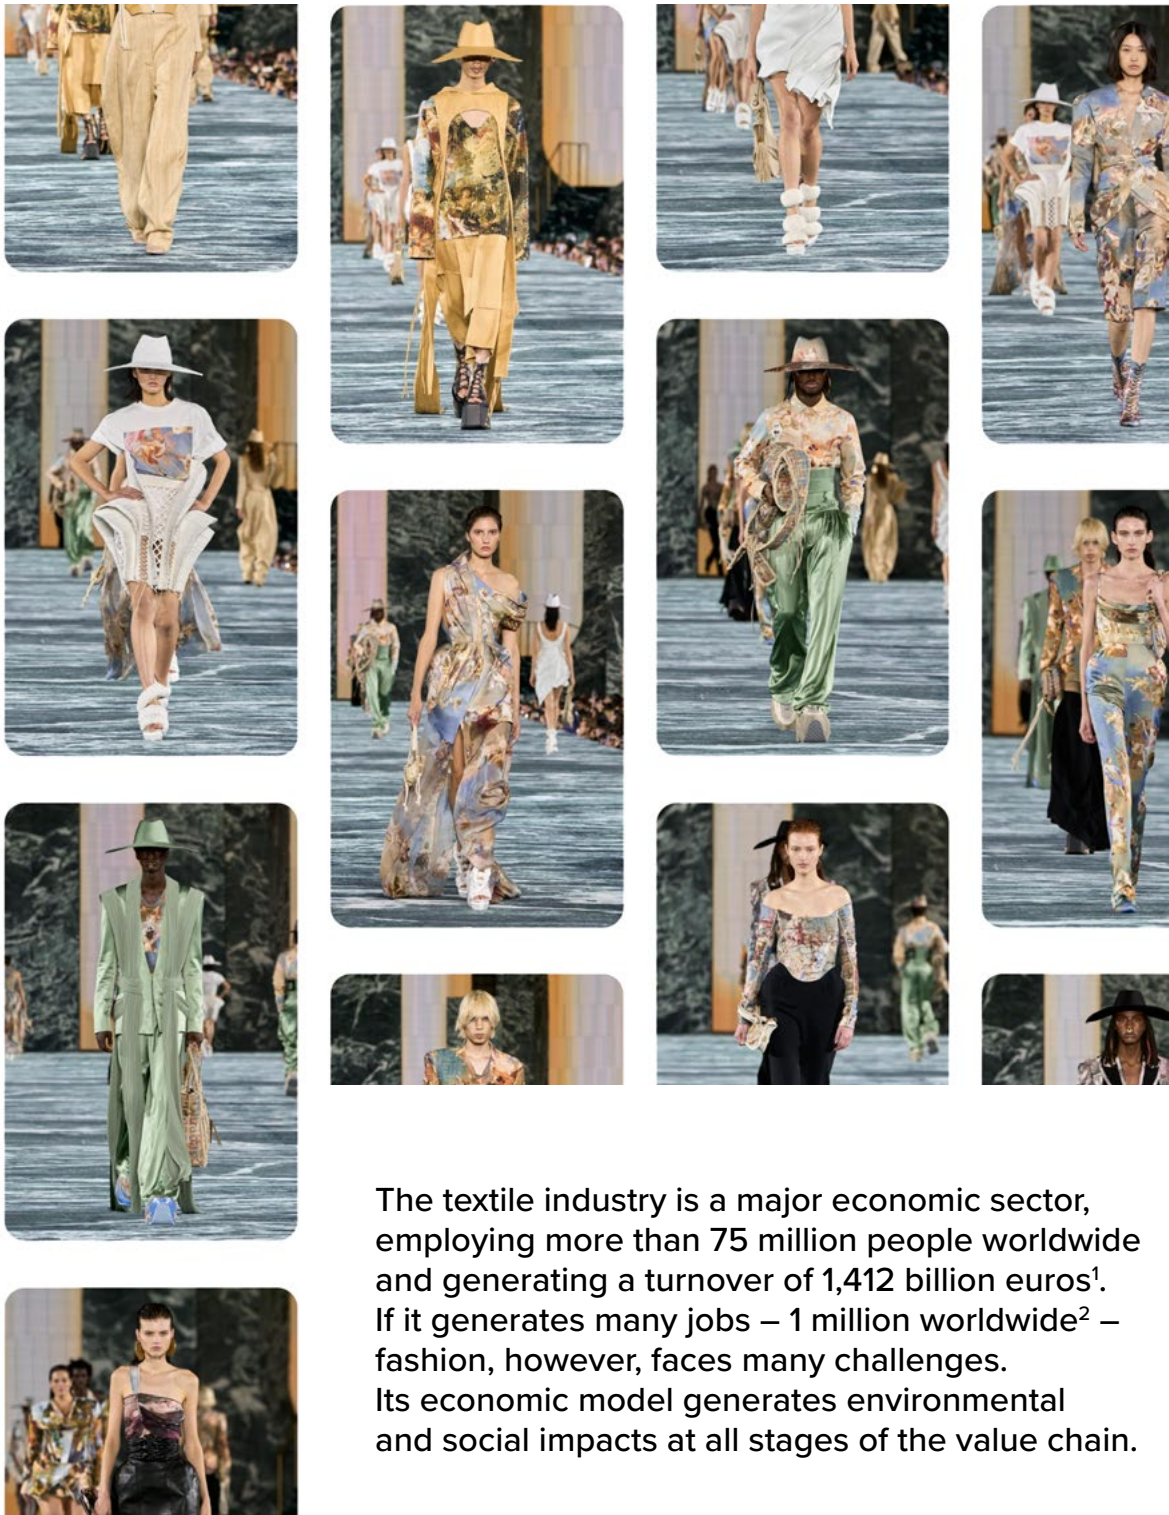 The textile industry is a major economic sector,
employing more than 75 million people worldwide
and generating a turnover of 1,412 billion euros¹.
If it generates many jobs – 1 million worldwide² –
fashion, however, faces many challenges.
Its economic model generates environmental
and social impacts at all stages of the value chain.